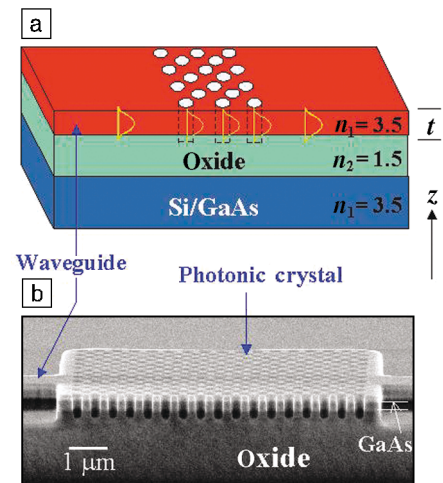 a
n₁ = 3.5
t
Oxide
n₂ = 1.5
Si/GaAs
n₁ = 3.5
z
Waveguide
Photonic crystal
b
GaAs
1 μm
Oxide